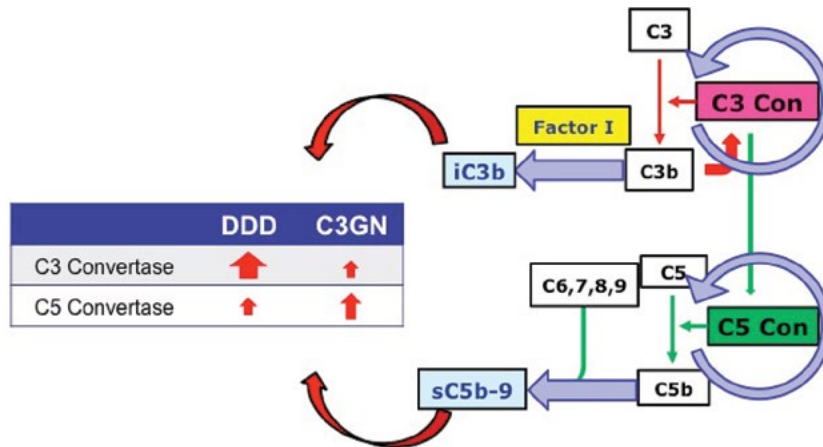 C3
C3 Con
Factor I
iC3b
C3b
DDD C3GN
C3 Convertase
C5 Convertase
C6,7,8,9
C5
C5 Con
sC5b-9
C5b